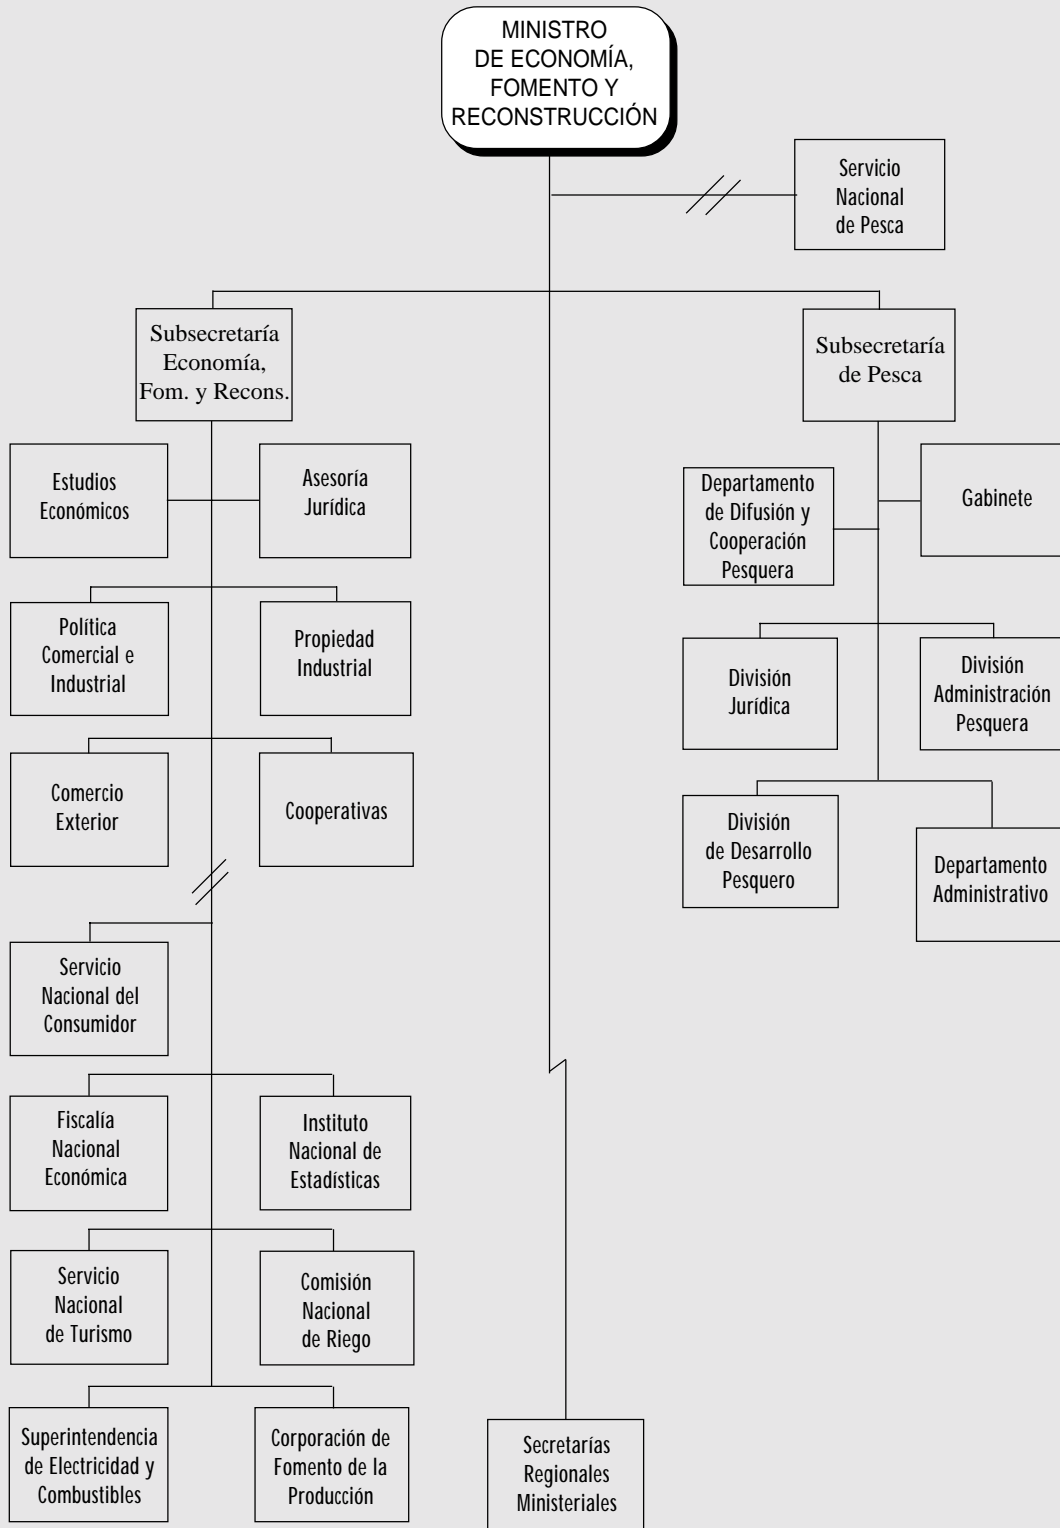 MINISTRO
DE ECONOMÍA,
FOMENTO Y
RECONSTRUCCIÓN
Servicio
Nacional
de Pesca
Subsecretaría
Economía,
Fom. y Recons.
Subsecretaría
de Pesca
Estudios
Económicos
Asesoría
Jurídica
Departamento
de Difusión y
Cooperación
Pesquera
Gabinete
Política
Comercial e
Industrial
Propiedad
Industrial
División
Jurídica
División
Administración
Pesquera
Comercio
Exterior
Cooperativas
División
de Desarrollo
Pesquero
Departamento
Administrativo
Servicio
Nacional del
Consumidor
Fiscalía
Nacional
Económica
Instituto
Nacional de
Estadísticas
Servicio
Nacional
de Turismo
Comisión
Nacional
de Riego
Superintendencia
de Electricidad y
Combustibles
Corporación de
Fomento de la
Producción
Secretarías
Regionales
Ministeriales